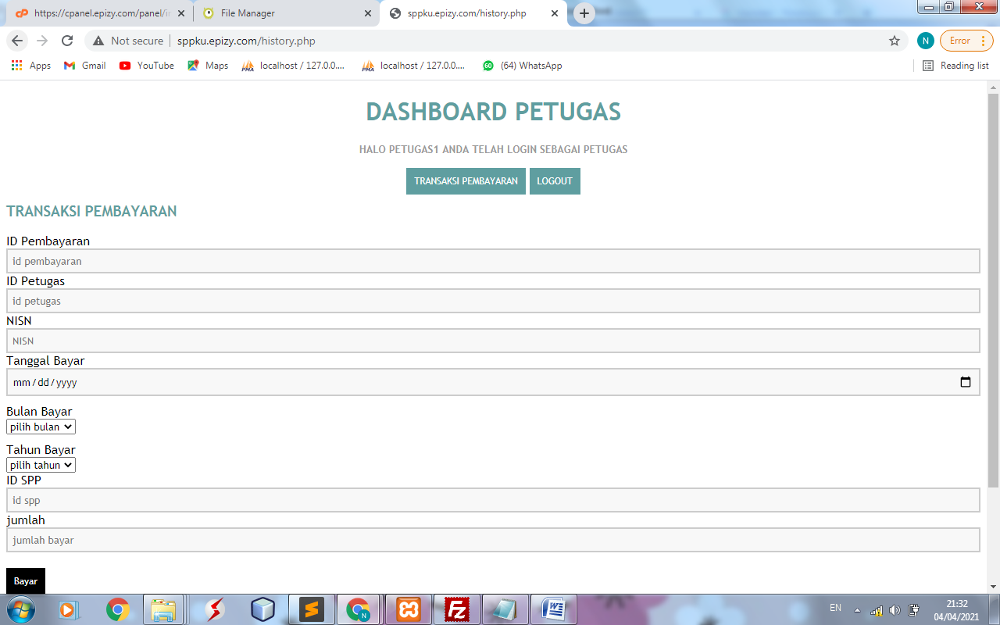 https://cpanel.epizy.com/panel/ir
File Manager
sppku.epizy.com/history.php
Not secure
sppku.epizy.com/history.php
N
Error
Apps
Gmail
YouTube
Maps
localhost / 127.0.0....
localhost / 127.0.0....
(64) WhatsApp
Reading list
DASHBOARD PETUGAS
HALO PETUGAS1 ANDA TELAH LOGIN SEBAGAI PETUGAS
TRANSAKSI PEMBAYARAN
LOGOUT
TRANSAKSI PEMBAYARAN
ID Pembayaran
id pembayaran
ID Petugas
id petugas
NISN
NISN
Tanggal Bayar
mm/dd/yyyy
Bulan Bayar
pilih bulan
Tahun Bayar
pilih tahun
ID SPP
id spp
jumlah
jumlah bayar
Bayar
EN
21:32
04/04/2021